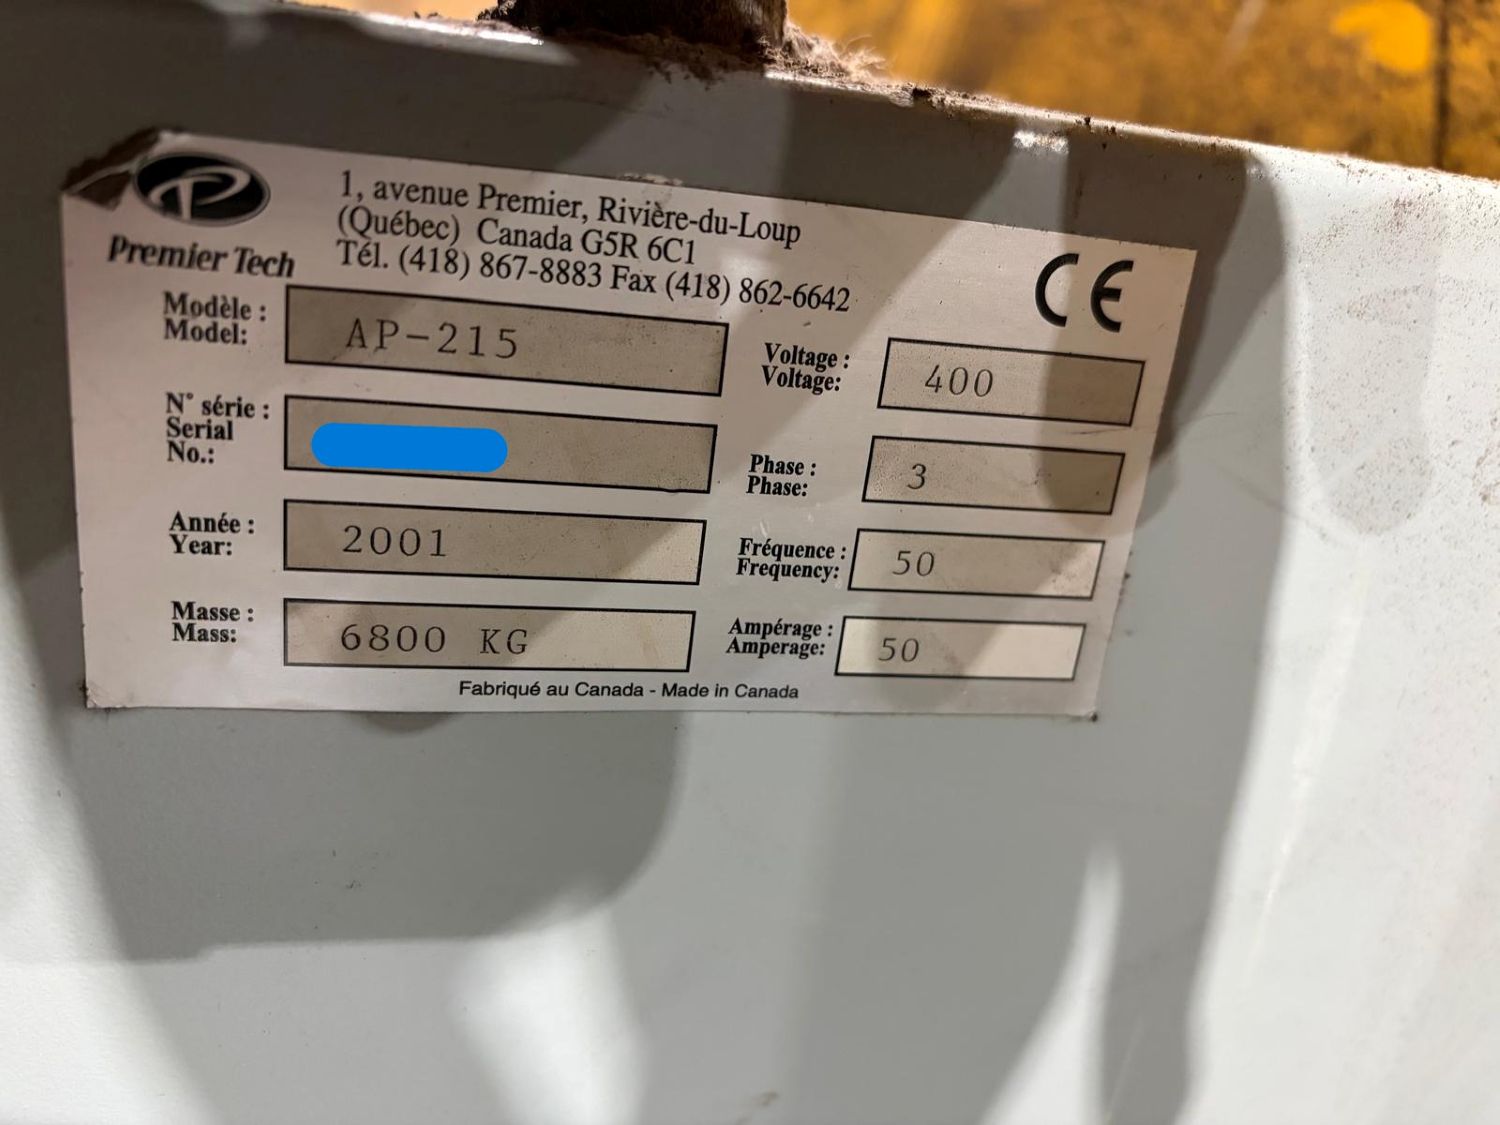 Premier Tech
1, avenue Premier, Rivière-du-Loup
(Québec) Canada G5R 6C1
Tél. (418) 867-8883 Fax (418) 862-6642
CE
Modèle :
Model:
AP-215
N° série :
Serial
No.:
Année :
Year:
2001
Masse :
Mass:
6800 KG
Voltage :
Voltage:
400
Phase :
Phase:
3
Fréquence :
Frequency:
50
Ampérage :
Amperage:
50
Fabriqué au Canada - Made in Canada